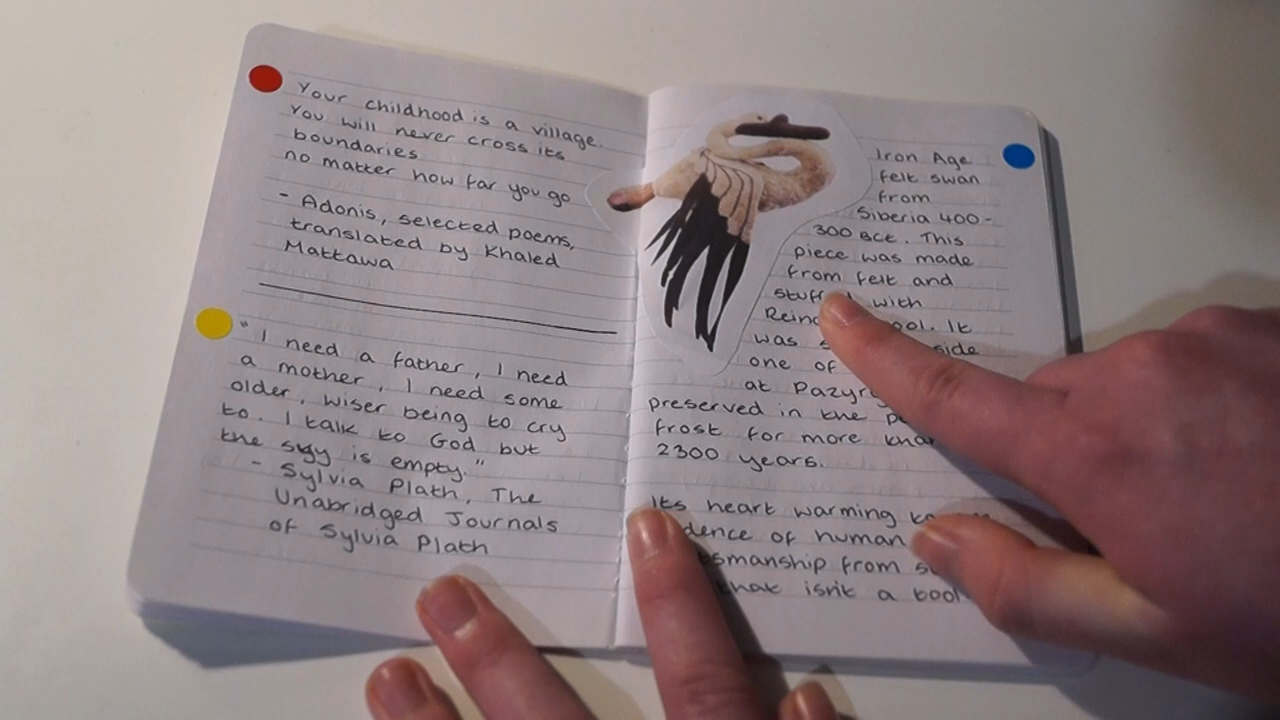 Your childhood is a village.
You will never cross its
boundaries
no matter how far you go
- Adonis, selected poems,
translated by Khaled
Mattawa
" I need a father, I need
a mother, I need some
older, wiser being to cry
to. I talk to God but
the sky is empty."
- Sylvia Plath, The
Unabridged Journals
of Sylvia Plath
Iron Age
felt swan
from
Siberia 400-
300 BCE. This
piece was made
from felt and
with
It
was side
one of
at
preserved in the
frost for more
2300 years.
Its heart warming
of human
from
that isn't a